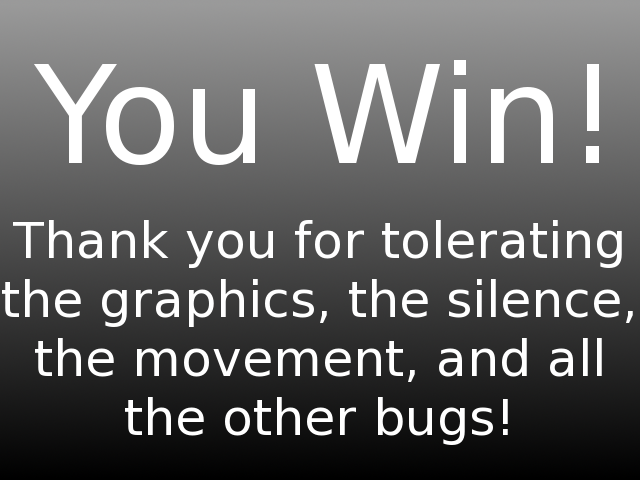 You Win!
Thank you for tolerating
the graphics, the silence,
the movement, and all
the other bugs!